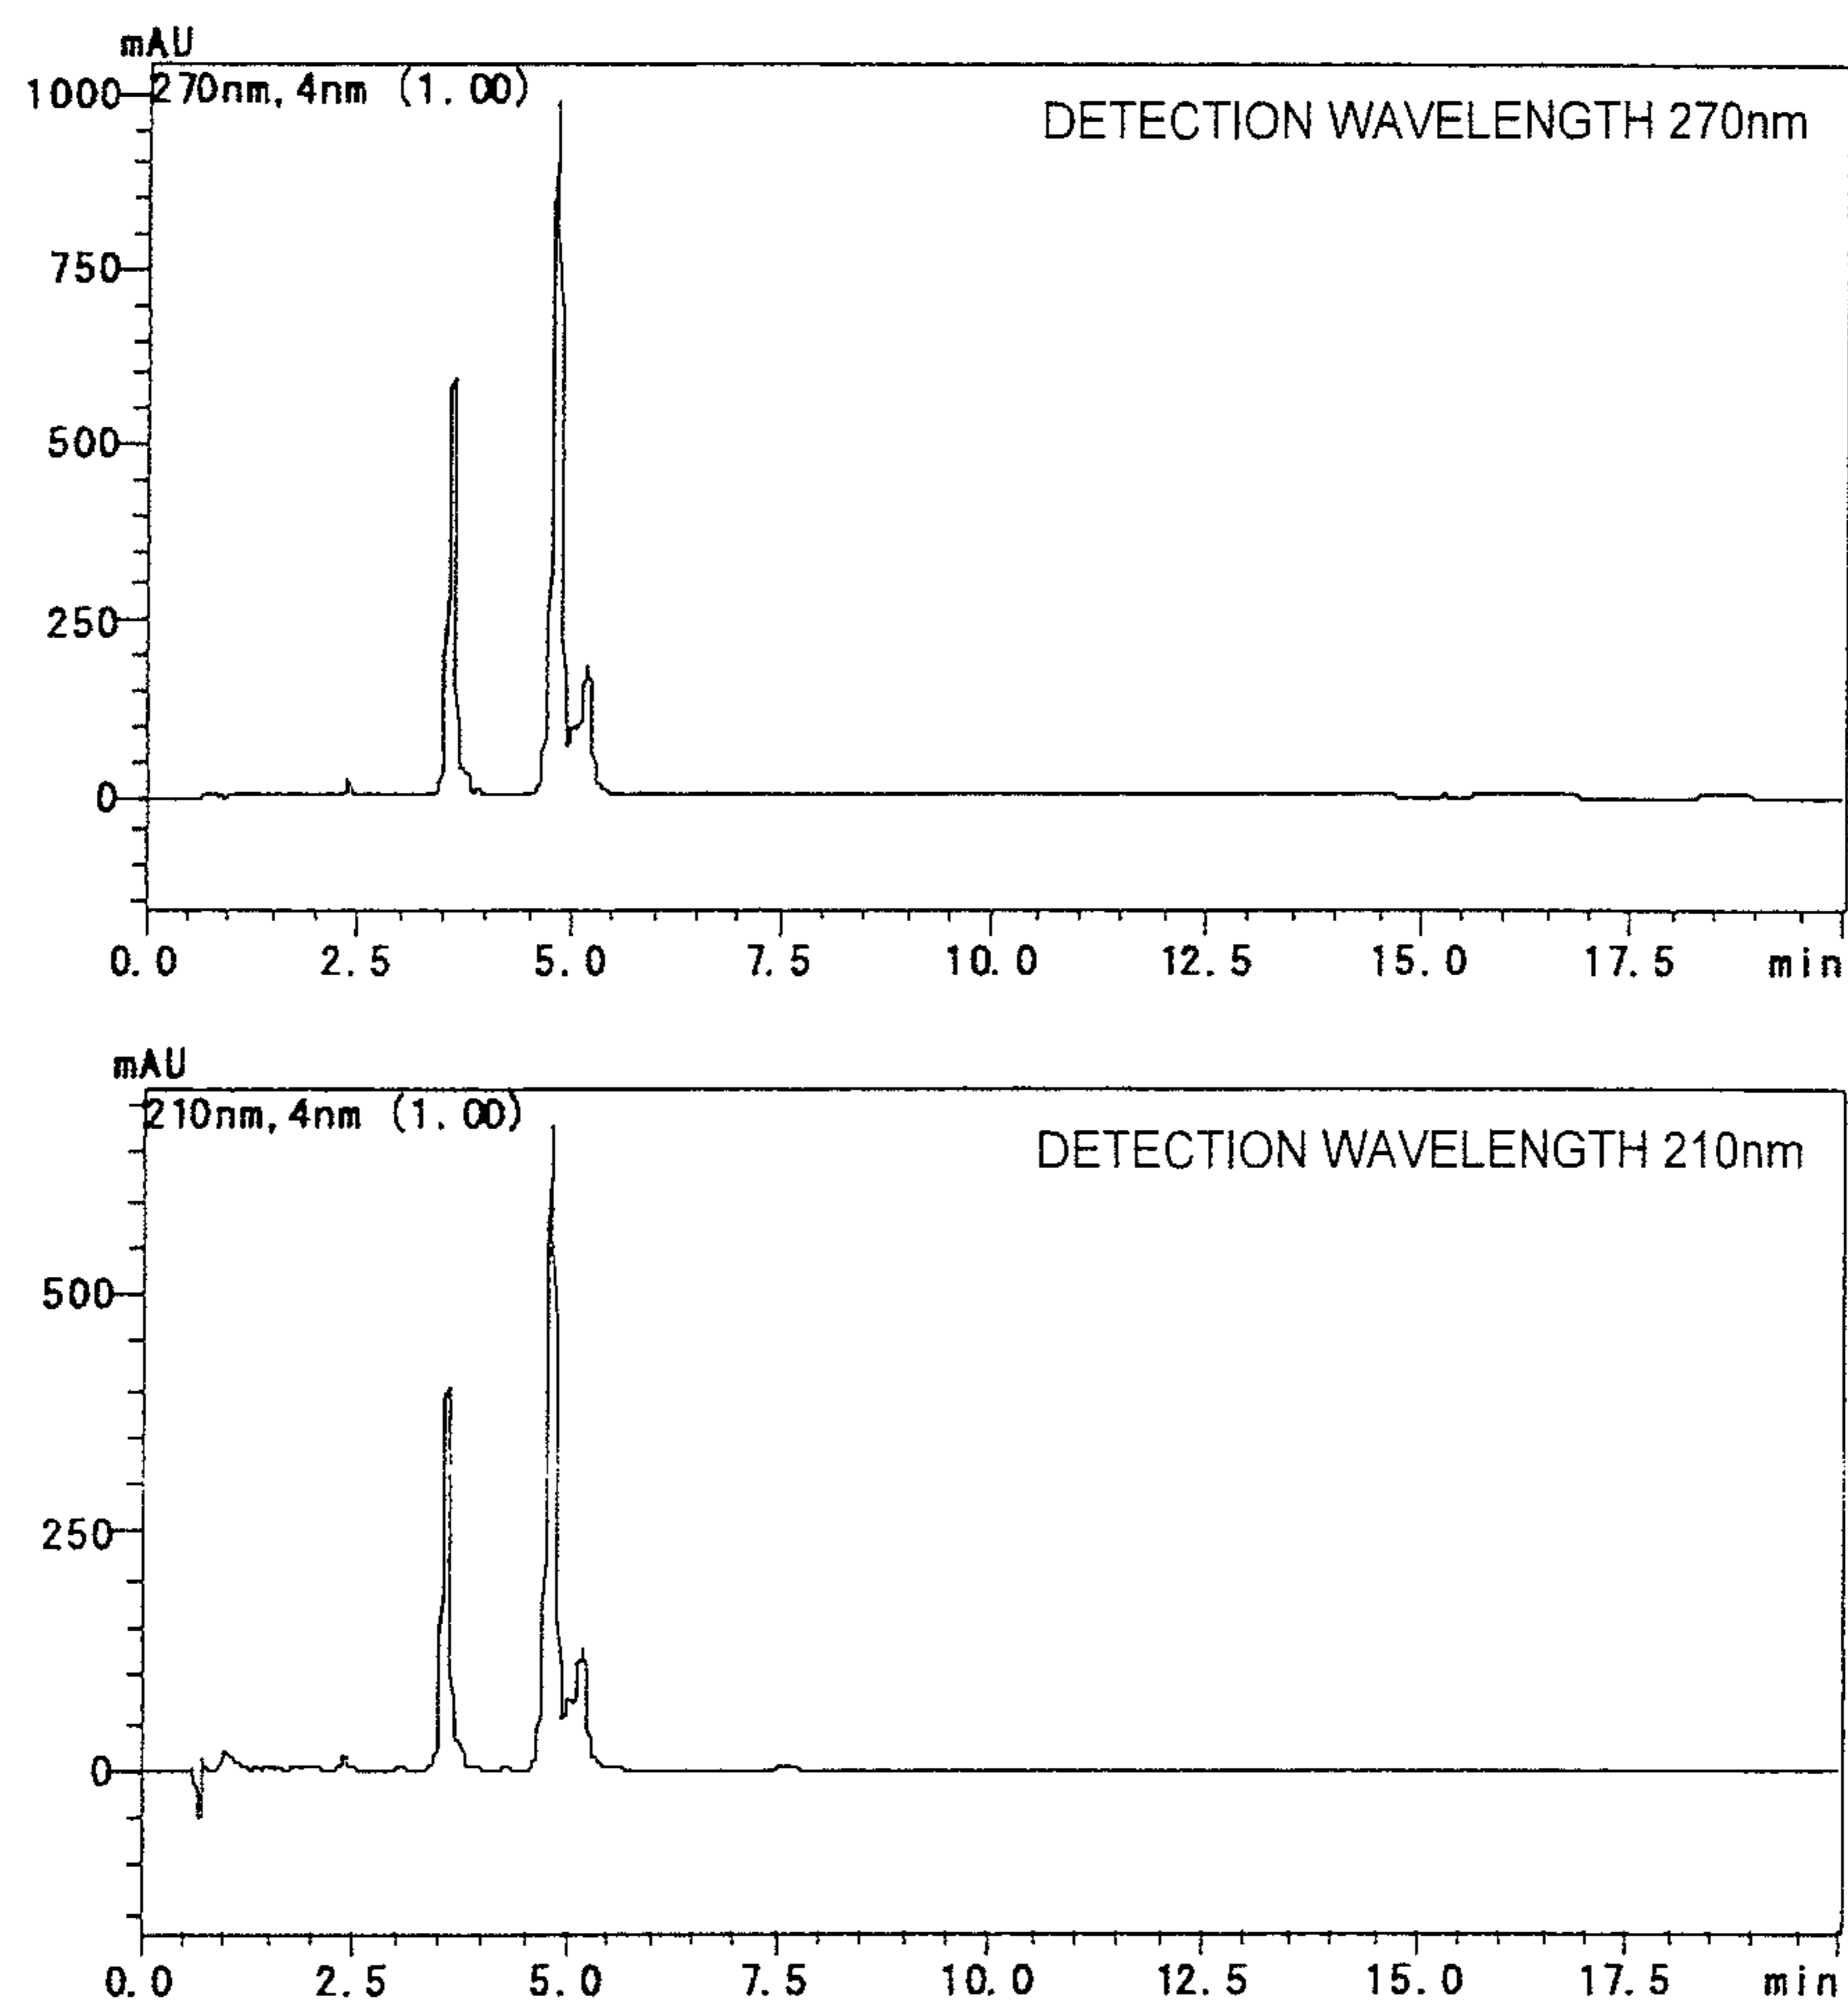 mAU
270nm, 4nm (1. 00)
DETECTION WAVELENGTH 270nm
1000
750
500
250
0
0.0 2.5 5.0 7.5 10.0 12.5 15.0 17.5 min
mAU
210nm, 4nm (1. 00)
DETECTION WAVELENGTH 210nm
500
250
0
0.0 2.5 5.0 7.5 10.0 12.5 15.0 17.5 min